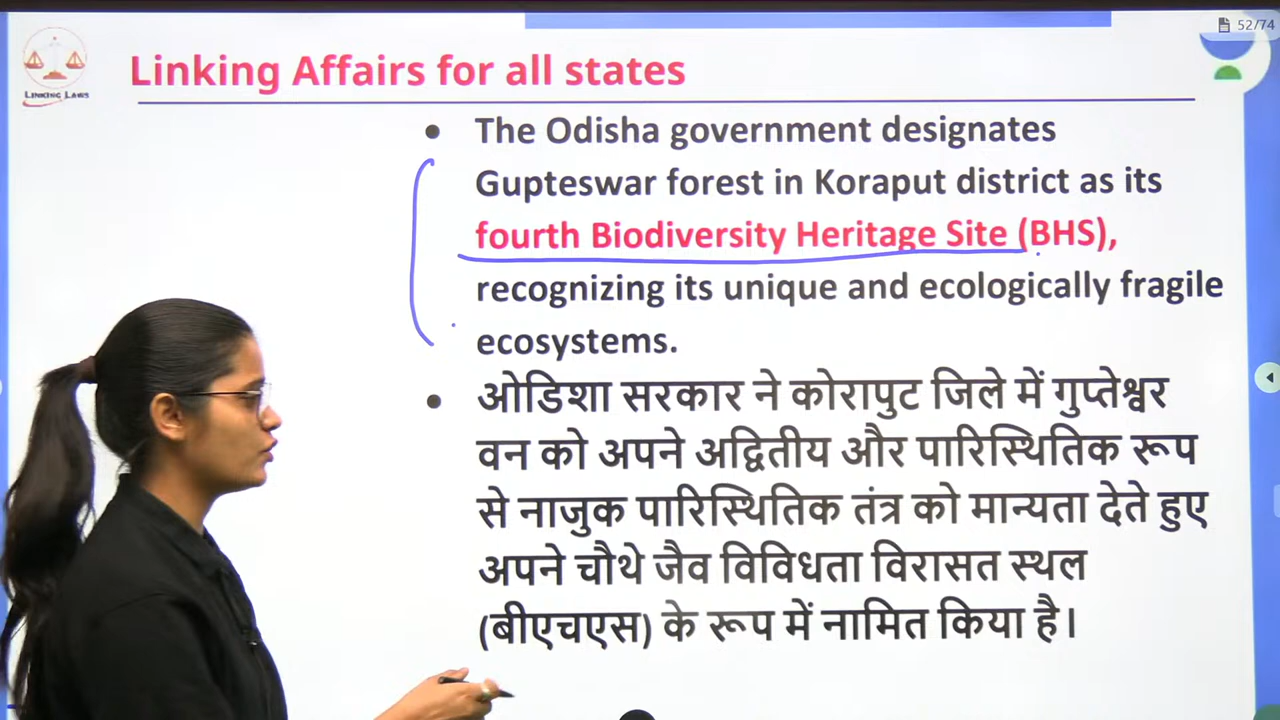 52/74
Linking Affairs for all states
LINKING LAWS
• The Odisha government designates
Gupteswar forest in Koraput district as its
fourth Biodiversity Heritage Site (BHS),
recognizing its unique and ecologically fragile
ecosystems.
• ओडिशा सरकार ने कोरापुट जिले में गुप्तेश्वर
वन को अपने अद्वितीय और पारिस्थितिक रूप
से नाजुक पारिस्थितिक तंत्र को मान्यता देते हुए
अपने चौथे जैव विविधता विरासत स्थल
(बीएचएस) के रूप में नामित किया है।